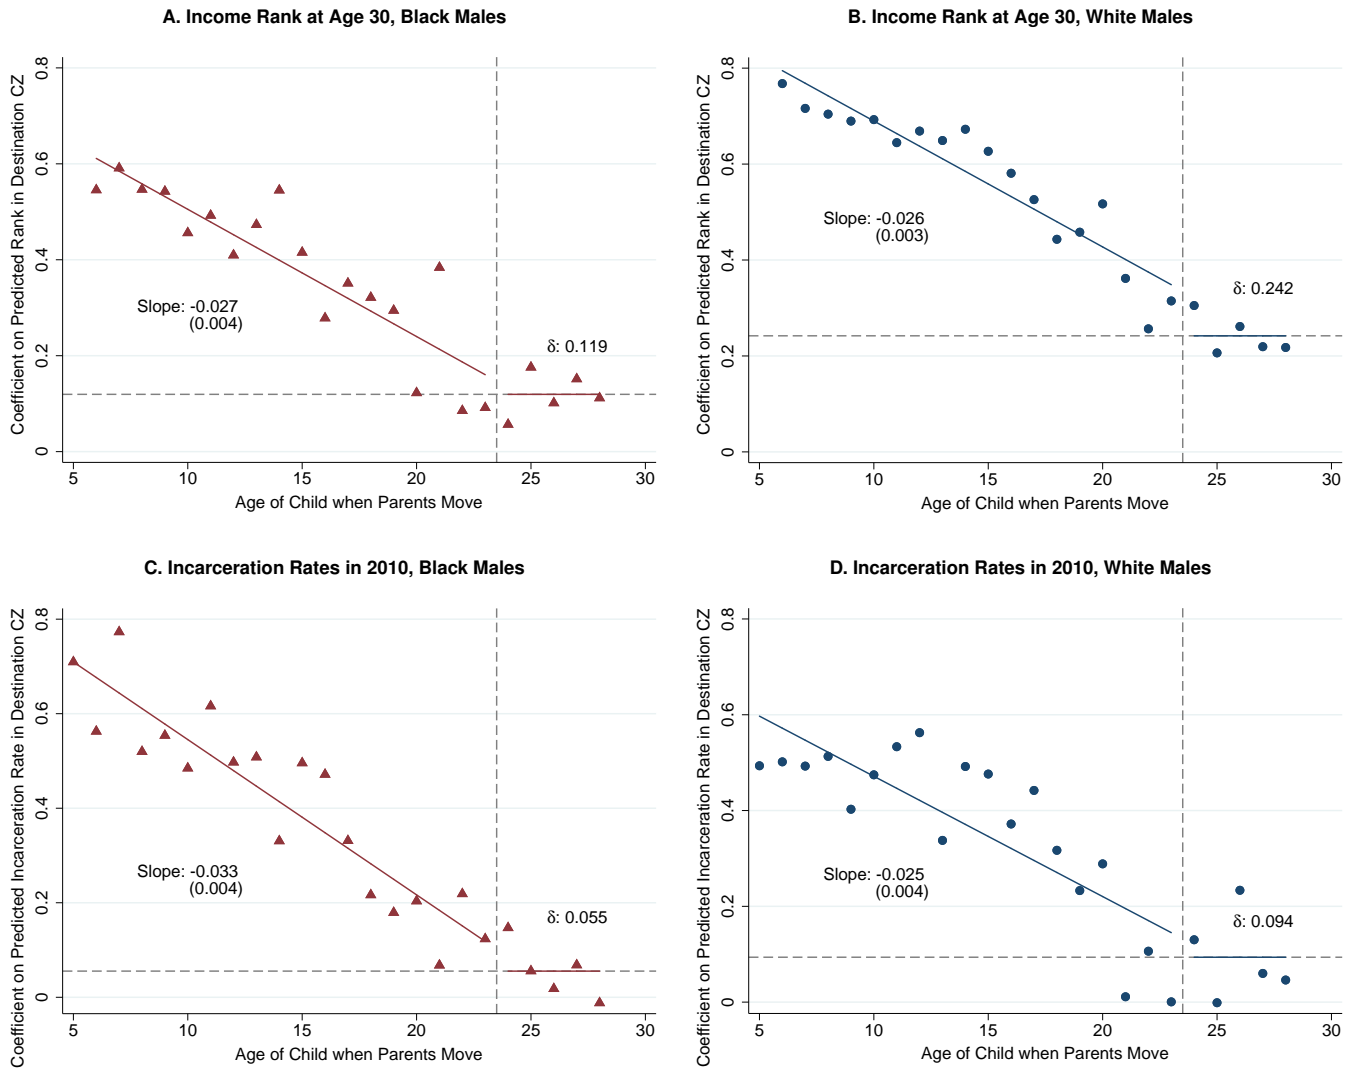 A. Income Rank at Age 30, Black Males
Coefficient on Predicted Rank in Destination CZ
0.8
0.6
0.4
0.2
0
Slope: -0.027
(0.004)
δ: 0.119
5 10 15 20 25 30
Age of Child when Parents Move
B. Income Rank at Age 30, White Males
Coefficient on Predicted Rank in Destination CZ
0.8
0.6
0.4
0.2
0
Slope: -0.026
(0.003)
δ: 0.242
5 10 15 20 25 30
Age of Child when Parents Move
C. Incarceration Rates in 2010, Black Males
Coefficient on Predicted Incarceration Rate in Destination CZ
0.8
0.6
0.4
0.2
0
Slope: -0.033
(0.004)
δ: 0.055
5 10 15 20 25 30
Age of Child when Parents Move
D. Incarceration Rates in 2010, White Males
Coefficient on Predicted Incarceration Rate in Destination CZ
0.8
0.6
0.4
0.2
0
Slope: -0.025
(0.004)
δ: 0.094
5 10 15 20 25 30
Age of Child when Parents Move